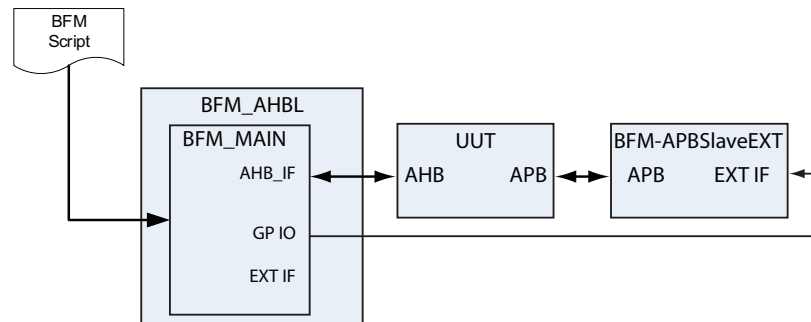 BFM
Script
BFM_AHBL
BFM_MAIN
AHB_IF
GP IO
EXT IF
UUT
AHB APB
BFM-APBSlaveEXT
APB EXT IF